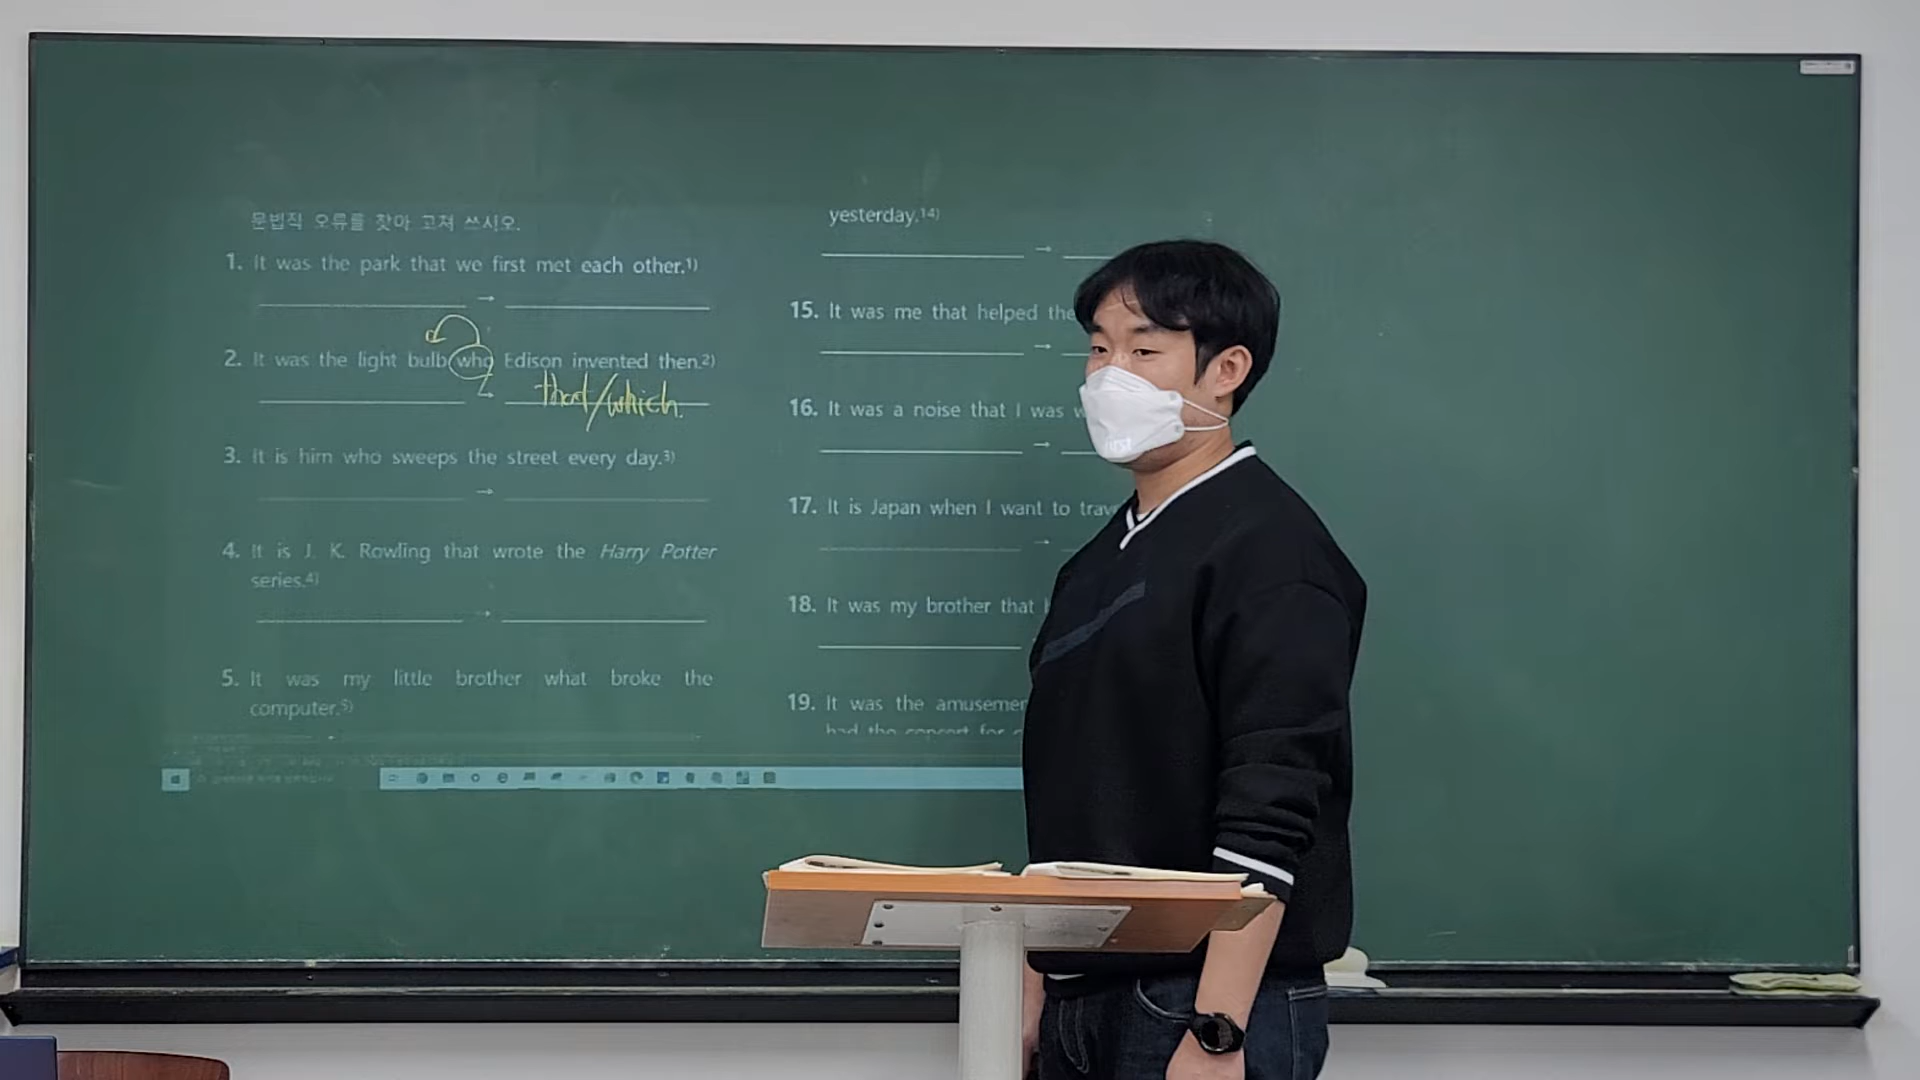 문법적 오류를 찾아 고쳐 쓰시오.
1. It was the park that we first met each other.1)
→
2. It was the light bulb who Edison invented then.2)
→ that/which.
3. It is him who sweeps the street every day.3)
→
4. It is J. K. Rowling that wrote the Harry Potter
series.4)
→
5. It was my little brother what broke the
computer.5)
yesterday.14)
→
15. It was me that helped the
→
16. It was a noise that I was
→
17. It is Japan when I want to
→
18. It was my brother that
19. It was the
had the concert for